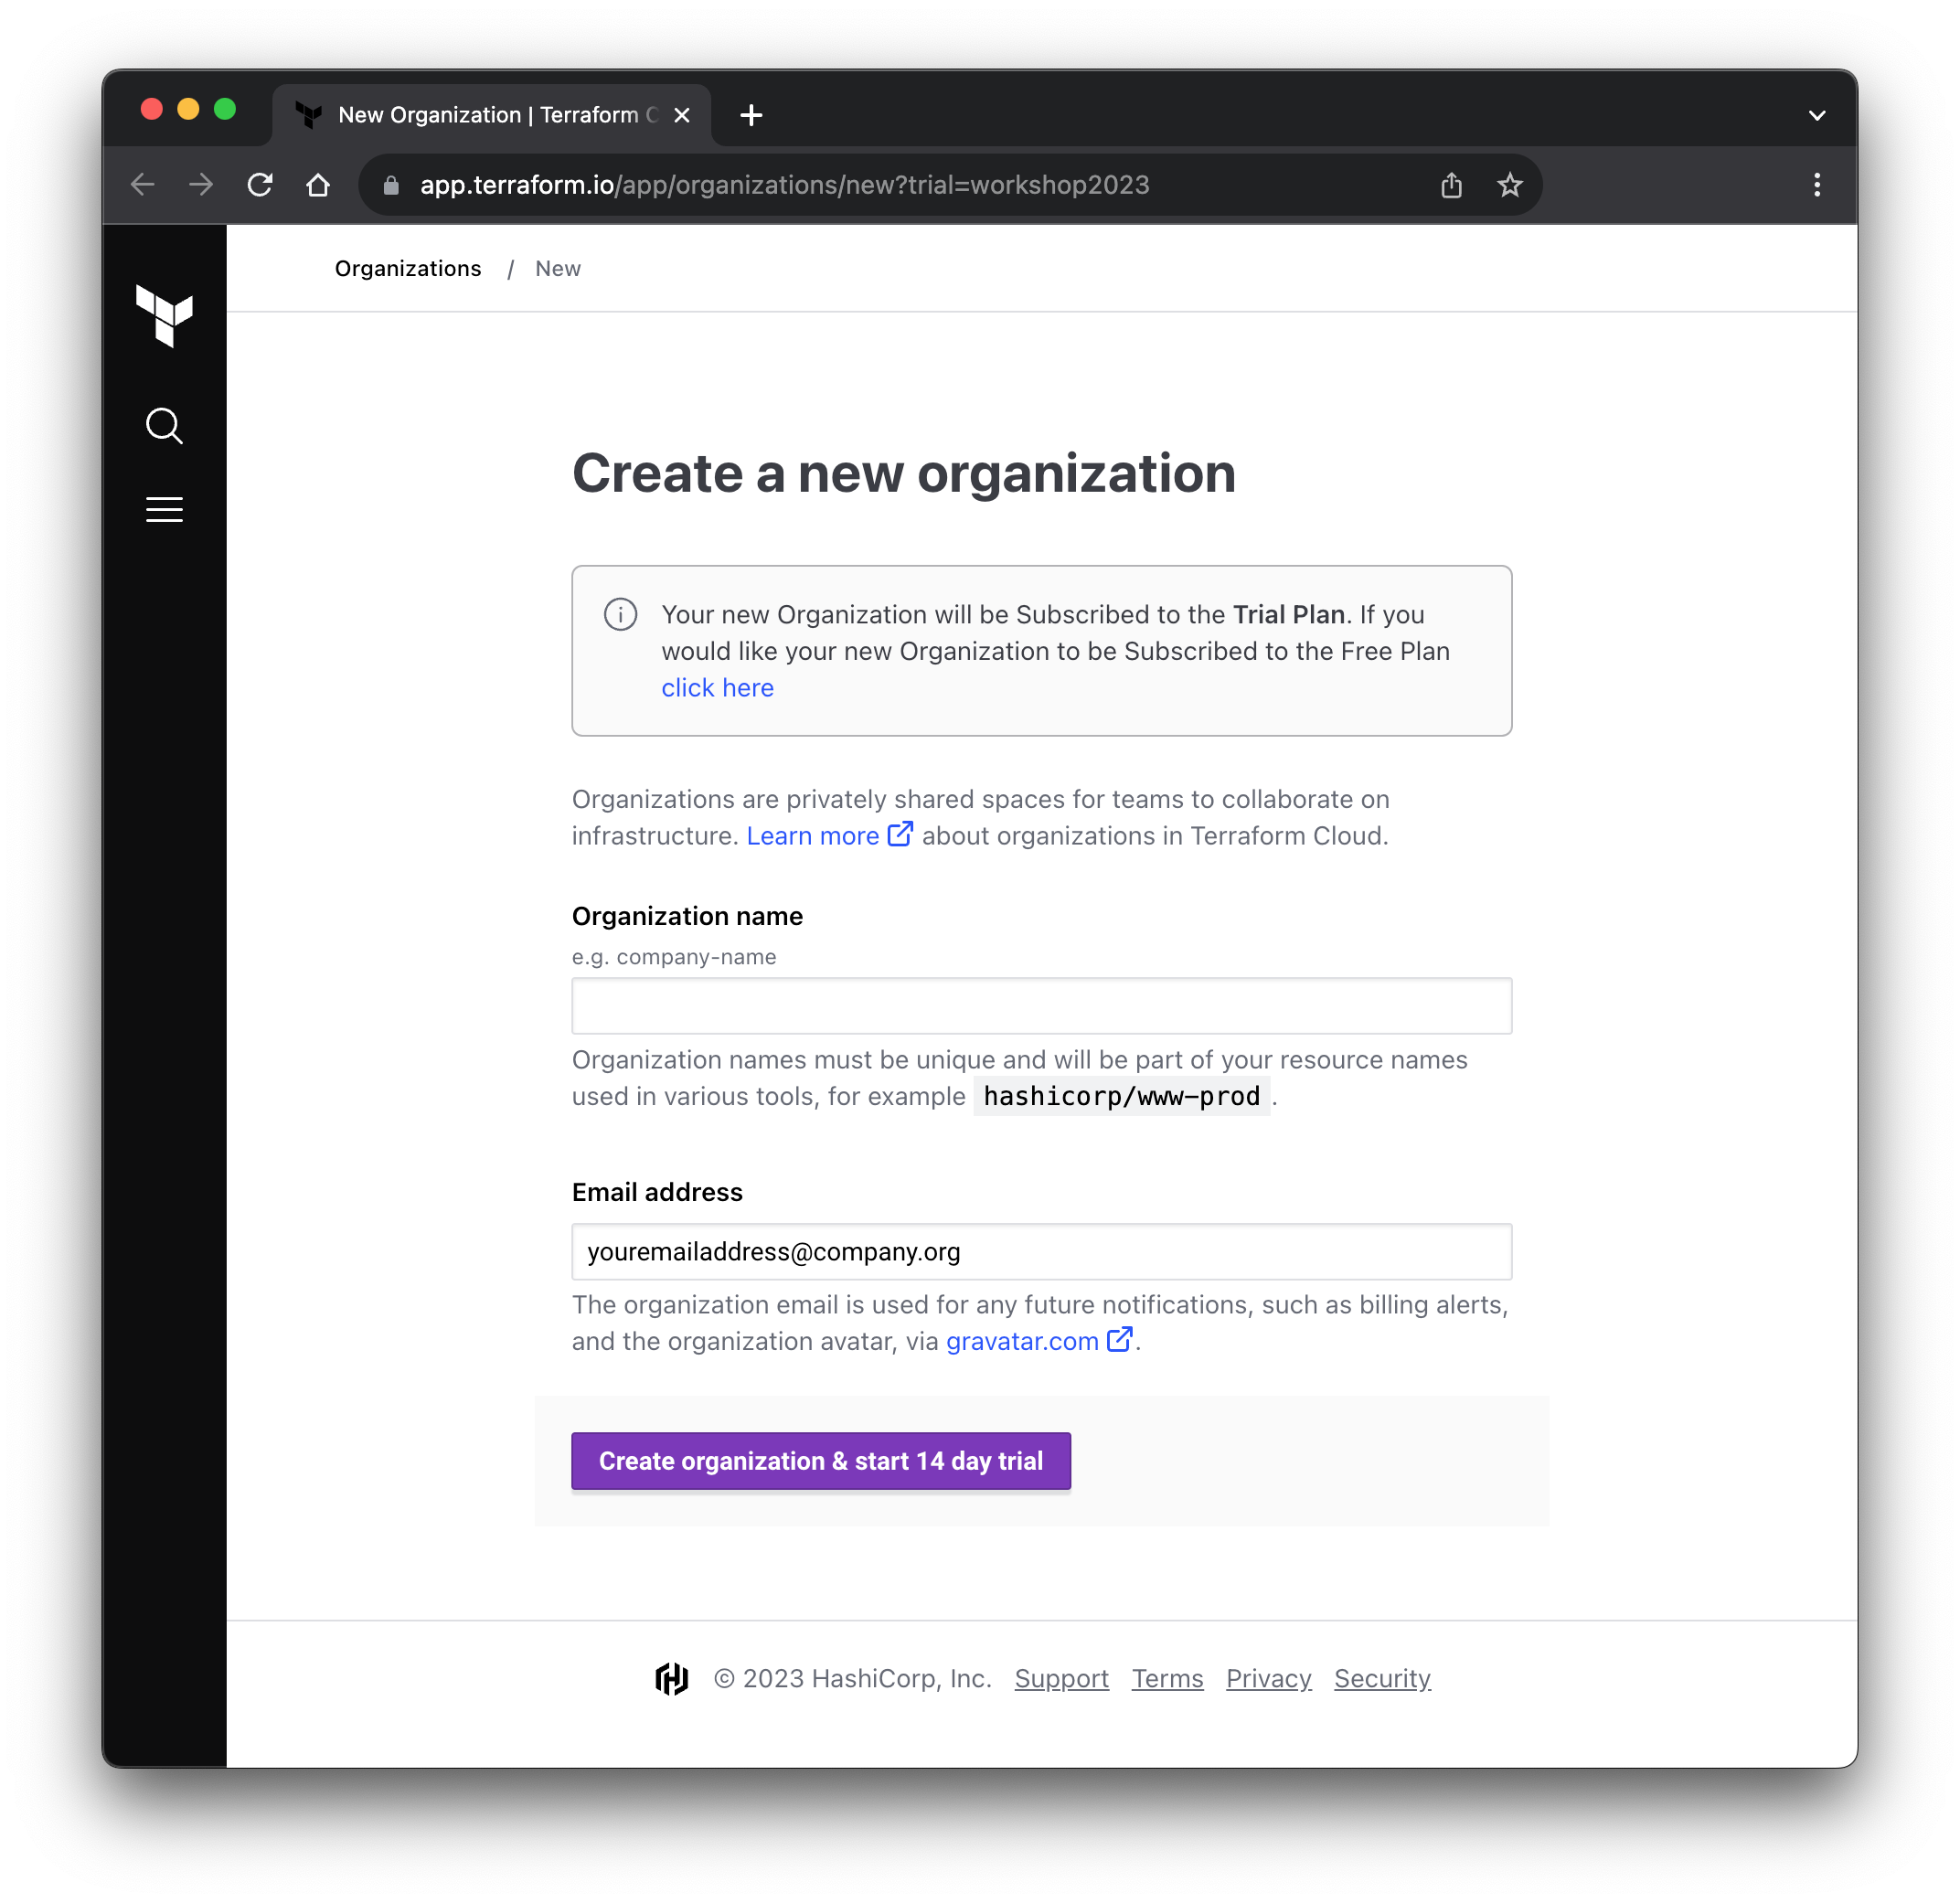 New Organization | Terraform C
app.terraform.io/app/organizations/new?trial=workshop2023
Organizations / New
Create a new organization
Your new Organization will be Subscribed to the Trial Plan. If you
would like your new Organization to be Subscribed to the Free Plan
click here
Organizations are privately shared spaces for teams to collaborate on
infrastructure. Learn more about organizations in Terraform Cloud.
Organization name
e.g. company-name
Organization names must be unique and will be part of your resource names
used in various tools, for example hashicorp/www-prod.
Email address
youremailaddress@company.org
The organization email is used for any future notifications, such as billing alerts,
and the organization avatar, via gravatar.com.
Create organization & start 14 day trial
© 2023 HashiCorp, Inc. Support Terms Privacy Security